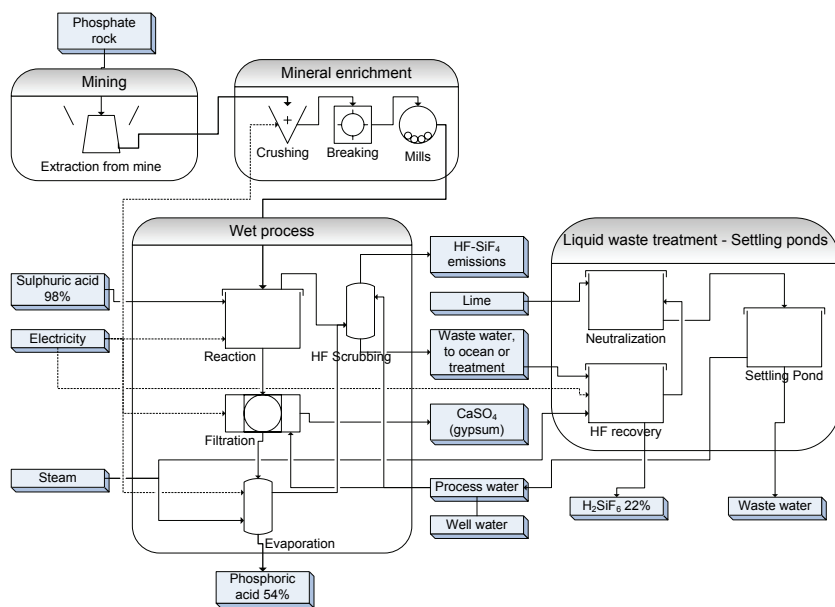 Phosphate
rock
Mining
Extraction from mine
Mineral enrichment
Crushing
Breaking
Mills
Wet process
Sulphuric acid
98%
Electricity
Steam
Reaction
HF Scrubbing
Filtration
Evaporation
Phosphoric
acid 54%
HF-SiF₄
emissions
Lime
Waste water,
to ocean or
treatment
CaSO₄
(gypsum)
Process water
Well water
Liquid waste treatment - Settling ponds
Neutralization
Settling Pond
HF recovery
H₂SiF₆ 22%
Waste water